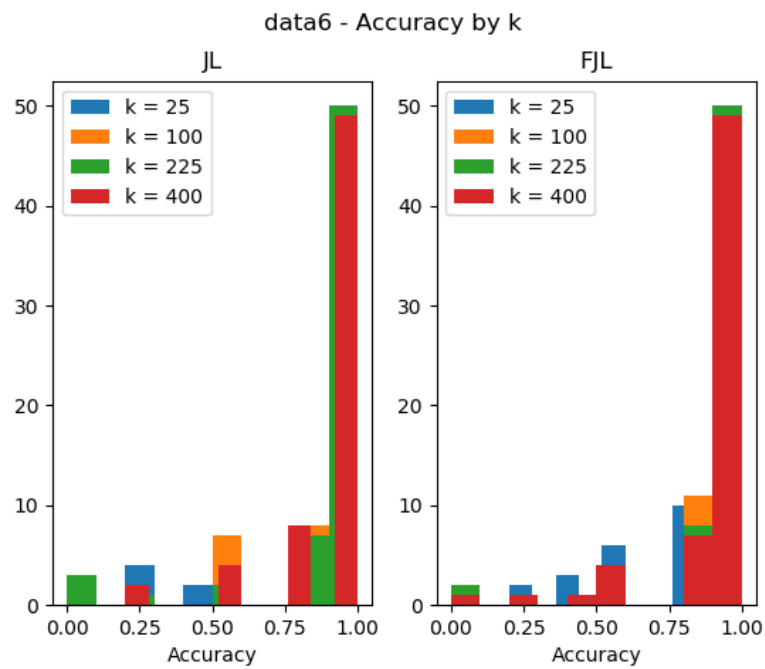 data6 - Accuracy by k
JL
k = 25
k = 100
k = 225
k = 400
50
40
30
20
10
0
0.00 0.25 0.50 0.75 1.00
Accuracy
FJL
k = 25
k = 100
k = 225
k = 400
50
40
30
20
10
0
0.00 0.25 0.50 0.75 1.00
Accuracy